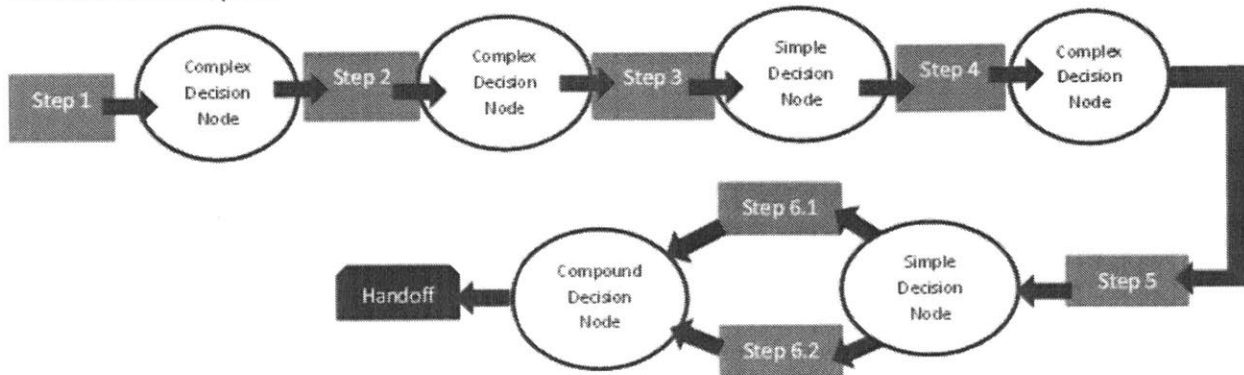 Step 1
Complex
Decision
Node
Step 2
Complex
Decision
Node
Step 3
Simple
Decision
Node
Step 4
Complex
Decision
Node
Step 5
Simple
Decision
Node
Step 6.1
Step 6.2
Compound
Decision
Node
Handoff